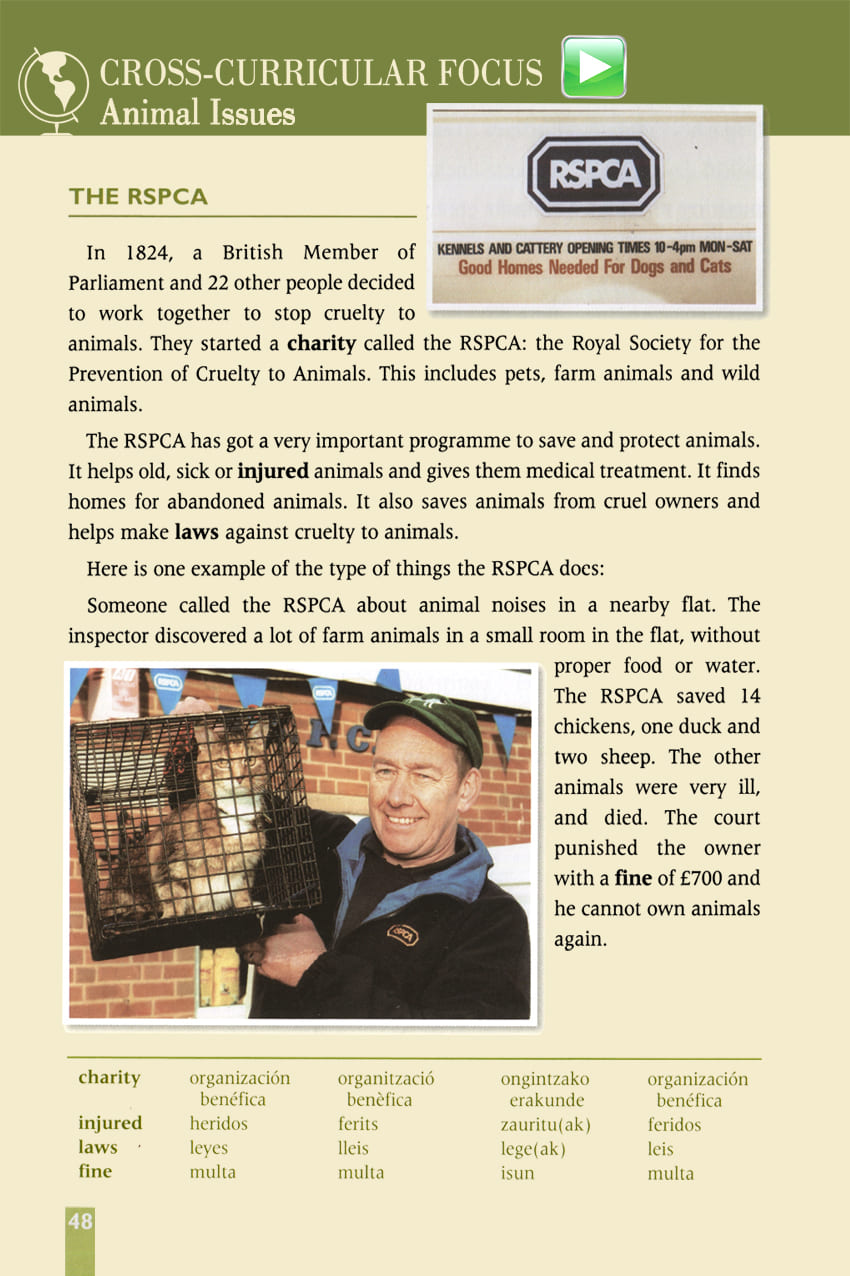 CROSS-CURRICULAR FOCUS
Animal Issues
RSPCA
KENNELS AND CATTERY OPENING TIMES 10-4pm MON-SAT
Good Homes Needed For Dogs and Cats
THE RSPCA
In 1824, a British Member of
Parliament and 22 other people decided
to work together to stop cruelty to
animals. They started a charity called the RSPCA: the Royal Society for the
Prevention of Cruelty to Animals. This includes pets, farm animals and wild
animals.
The RSPCA has got a very important programme to save and protect animals.
It helps old, sick or injured animals and gives them medical treatment. It finds
homes for abandoned animals. It also saves animals from cruel owners and
helps make laws against cruelty to animals.
Here is one example of the type of things the RSPCA does:
Someone called the RSPCA about animal noises in a nearby flat. The
inspector discovered a lot of farm animals in a small room in the flat, without
proper food or water.
The RSPCA saved 14
chickens, one duck and
two sheep. The other
animals were very ill,
and died. The court
punished the owner
with a fine of £700 and
he cannot own animals
again.
RSPCA
RSPCA
RSPCA
charity organización organització ongintzako organización
benéfica benèfica erakunde benéfica
injured heridos ferits zauritu(ak) feridos
laws leyes lleis lege(ak) leis
fine multa multa isun multa
48